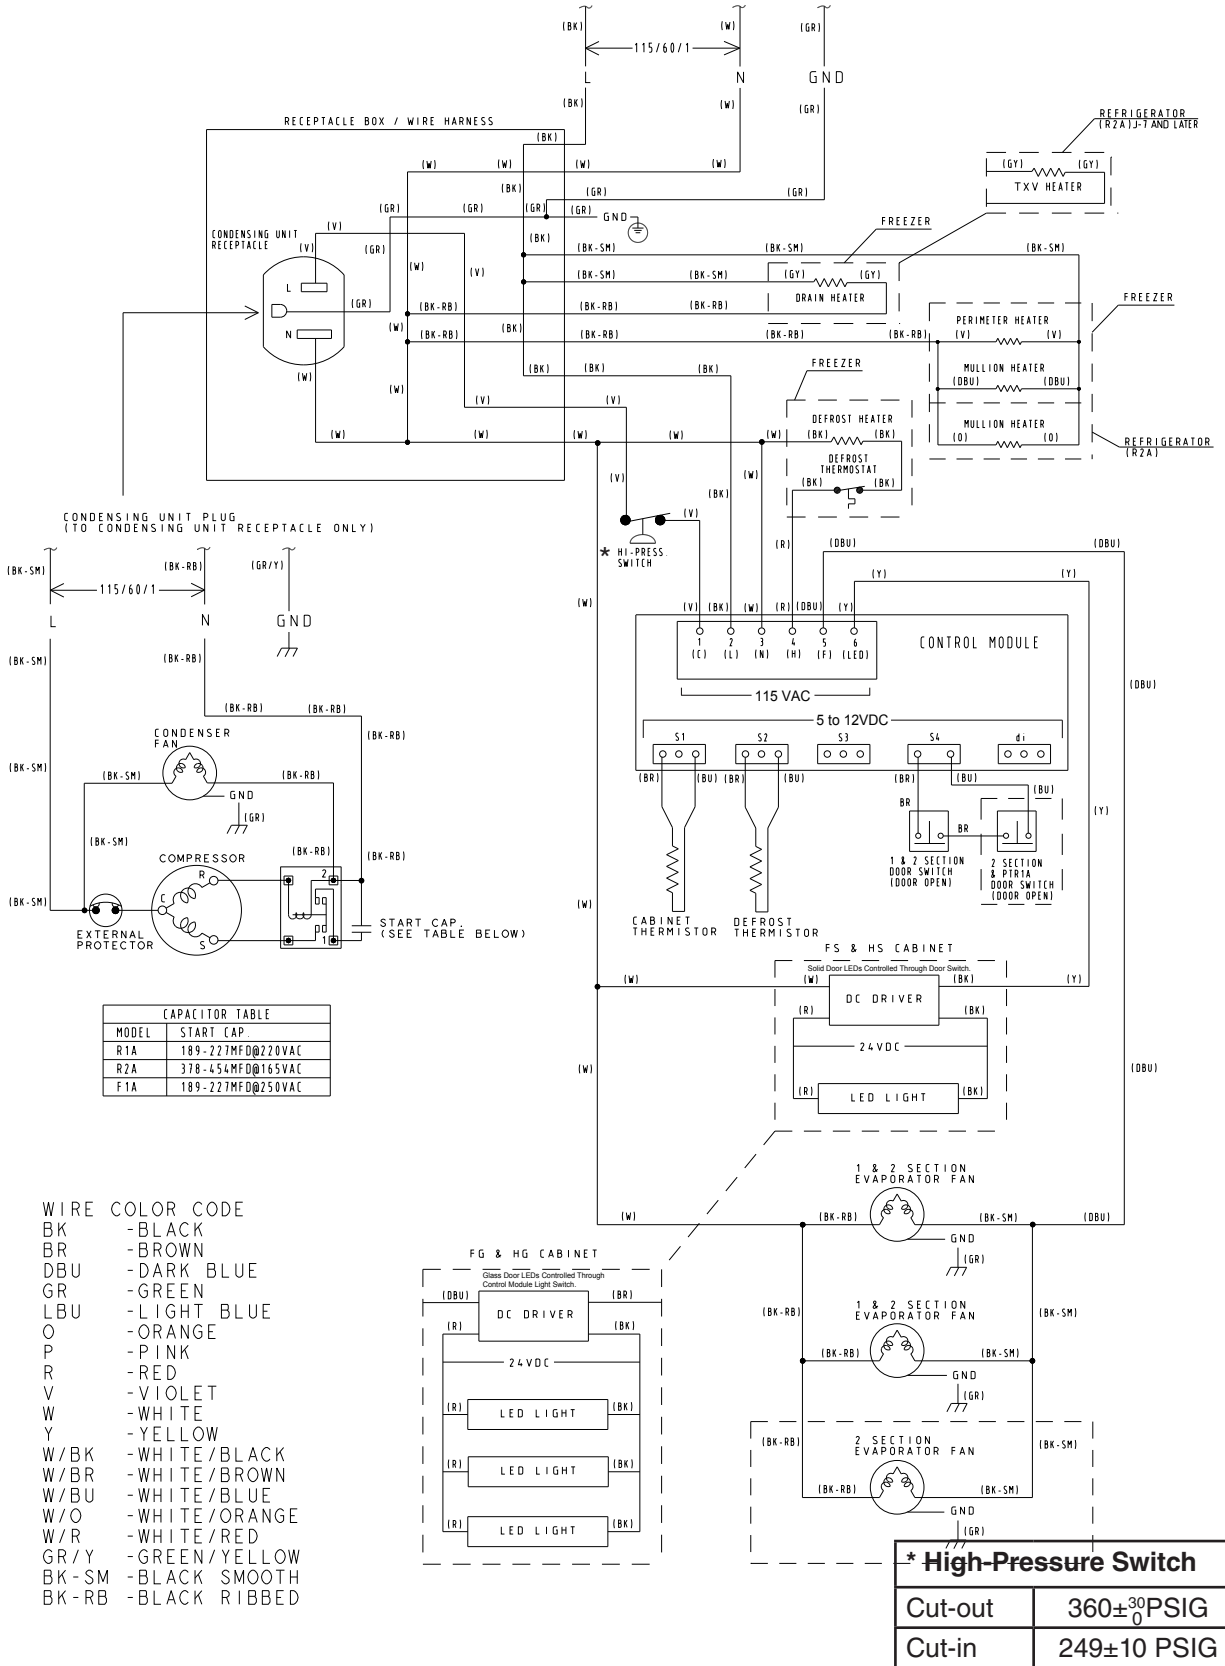 (BK)
(W)
(GR)
115/60/1
L
N
GND
(BK)
(W)
(GR)
REFRIGERATOR
(R2A)J-7 AND LATER
RECEPTACLE BOX / WIRE HARNESS
(BK)
(W) (W) (W) (W)
(GY) (GY)
TXV HEATER
(BK)
(GR) (GR)
(GR) (GR) (GR) (GR) GND
FREEZER
CONDENSING UNIT
RECEPTACLE
(V)
(V)
(GR)
(BK)
(BK-SM) (BK-SM) (BK-SM)
(W)
(V)
(BK-SM) (BK-SM) (GY) (GY)
L
DRAIN HEATER
(GR)
(BK-RB) (BK-RB) (BK-RB)
FREEZER
PERIMETER HEATER
N
(W)
(BK-RB) (BK) (BK-RB) (BK-RB) (BK-RB) (V) (V)
(W)
(W)
(BK) (BK) (BK)
FREEZER
MULLION HEATER
(DBU) (DBU)
(V) (V)
DEFROST HEATER
MULLION HEATER
(O) (O)
(W) (W) (W) (W) (W) (BK) (BK)
REFRIGERATOR
(R2A)
DEFROST
THERMOSTAT
(BK) (BK)
(V)
(BK)
(W)
CONDENSING UNIT PLUG
(TO CONDENSING UNIT RECEPTACLE ONLY)
(V)
* HI-PRESS.
SWITCH
(R)
(DBU) (DBU)
(BK-SM) (BK-RB) (GR/Y)
115/60/1
(Y) (Y)
(W)
(V) (BK) (W) (R) (DBU) (Y)
L
N
GND
1 2 3 4 5 6
(C) (L) (N) (H) (F) (LED)
CONTROL MODULE
(BK-SM) (BK-RB)
(DBU)
115 VAC
(BK-RB) (BK-RB)
5 to 12VDC
CONDENSER
FAN
(BK-RB)
S1 S2 S3 S4 di
(BK-SM)
(BK-SM) (BK-RB)
(BR) (BU) (BR) (BU) (BR) (BU)
(BU)
GND
(GR)
BR
BR
(Y)
(BK-SM)
(BK-RB) (BK-RB)
COMPRESSOR
R
2
1 & 2 SECTION
DOOR SWITCH
(DOOR OPEN)
2 SECTION
& PTR1A
DOOR SWITCH
(DOOR OPEN)
(BK-SM)
C
(W)
EXTERNAL
PROTECTOR
S
1
START CAP.
(SEE TABLE BELOW)
CABINET
THERMISTOR
DEFROST
THERMISTOR
FS & HS CABINET
Solid Door LEDs Controlled Through Door Switch.
(W) (W) (BK) (Y)
DC DRIVER
(R) (BK)
24VDC
(W)
(DBU)
(R) LED LIGHT (BK)
CAPACITOR TABLE
MODEL START CAP.
R1A 189-227MFD@220VAC
R2A 378-454MFD@165VAC
F1A 189-227MFD@250VAC
1 & 2 SECTION
EVAPORATOR FAN
(W) (BK-RB) (BK-SM) (DBU)
GND
(GR)
WIRE COLOR CODE
BK -BLACK
BR -BROWN
DBU -DARK BLUE
GR -GREEN
LBU -LIGHT BLUE
O -ORANGE
P -PINK
R -RED
V -VIOLET
W -WHITE
Y -YELLOW
W/BK -WHITE/BLACK
W/BR -WHITE/BROWN
W/BU -WHITE/BLUE
W/O -WHITE/ORANGE
W/R -WHITE/RED
GR/Y -GREEN/YELLOW
BK-SM -BLACK SMOOTH
BK-RB -BLACK RIBBED
FG & HG CABINET
Glass Door LEDs Controlled Through
Control Module Light Switch.
(DBU) (BR)
DC DRIVER
(R) (BK)
24VDC
(R) LED LIGHT (BK)
(R) LED LIGHT (BK)
(R) LED LIGHT (BK)
1 & 2 SECTION
EVAPORATOR FAN
(BK-RB) (BK-SM)
(BK-RB) (BK-SM)
GND
(GR)
2 SECTION
EVAPORATOR FAN
(BK-RB) (BK-SM)
(BK-RB) (BK-SM)
GND
(GR)
* High-Pressure Switch
Cut-out 360±30/0PSIG
Cut-in 249±10 PSIG